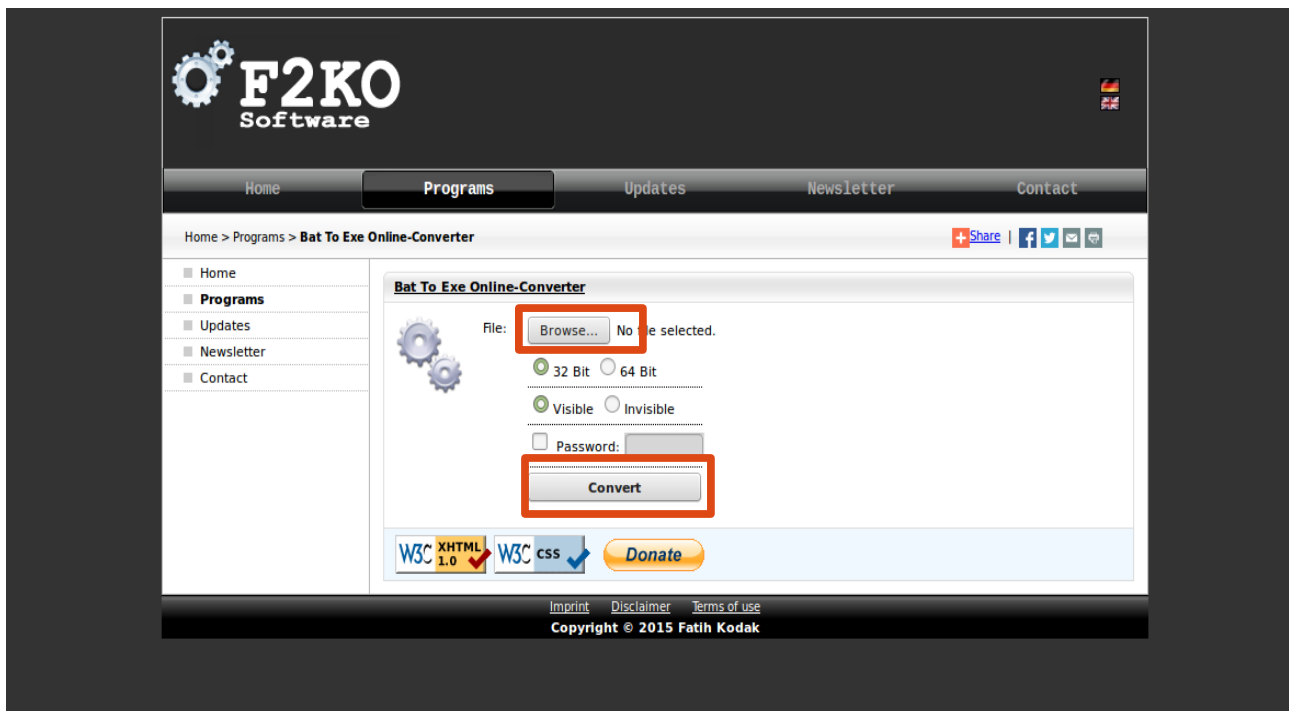 F2KO
Software
Home Programs Updates Newsletter Contact
Home > Programs > Bat To Exe Online-Converter
Share |
Home
Programs
Updates
Newsletter
Contact
Bat To Exe Online-Converter
File: Browse... No file selected.
32 Bit 64 Bit
Visible Invisible
Password:
Convert
W3C XHTML 1.0 W3C css Donate
Imprint Disclaimer Terms of use
Copyright © 2015 Fatih Kodak